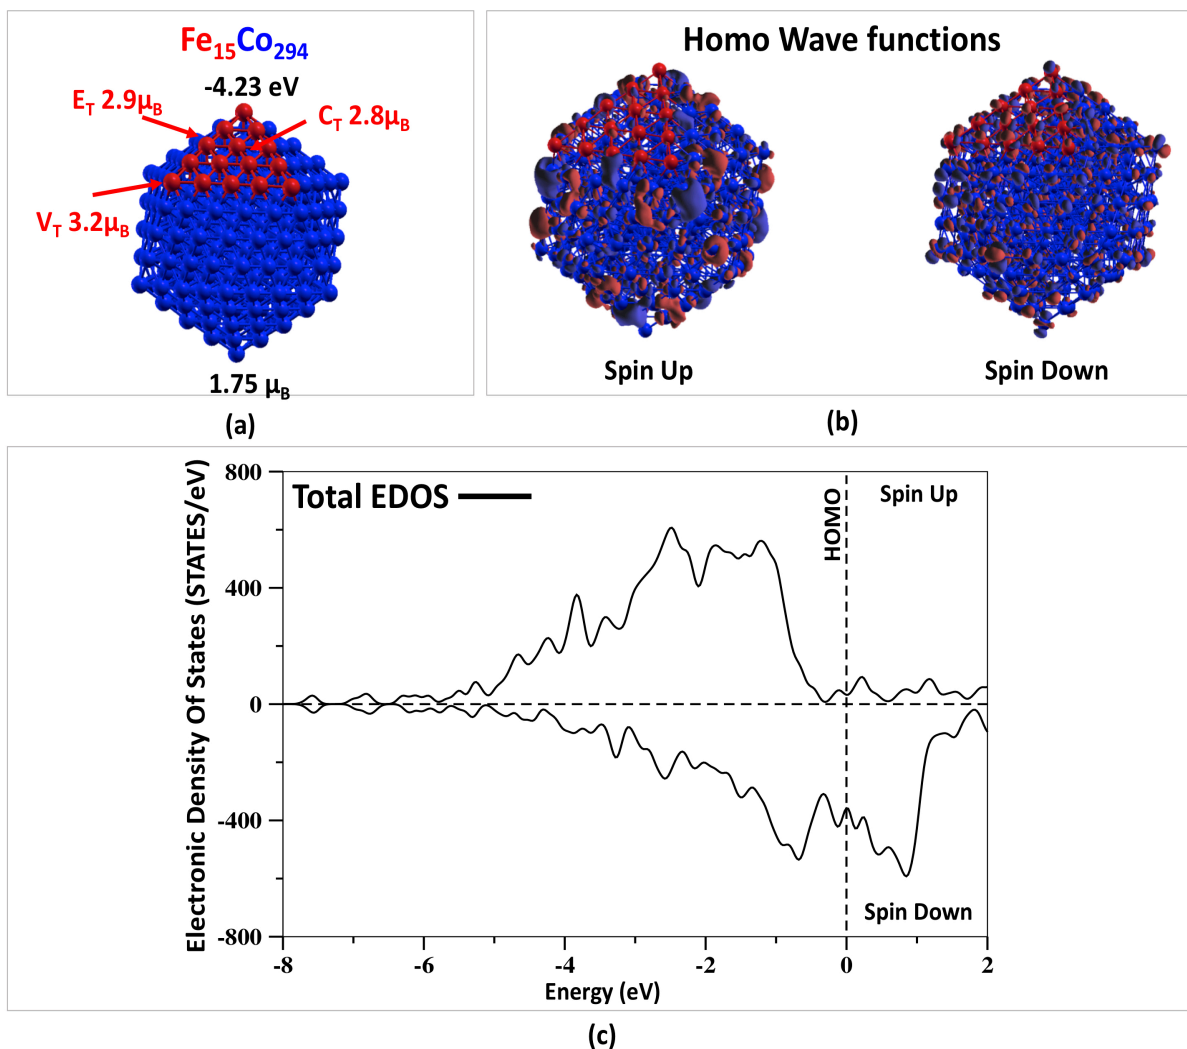 Fe15Co294
-4.23 eV
ET 2.9μB
CT 2.8μB
VT 3.2μB
1.75 μB
(a)
Homo Wave functions
Spin Up
Spin Down
(b)
Electronic Density Of States (STATES/eV)
800
400
0
-400
-800
Total EDOS
HOMO
Spin Up
Spin Down
-8
-6
-4
-2
0
2
Energy (eV)
(c)